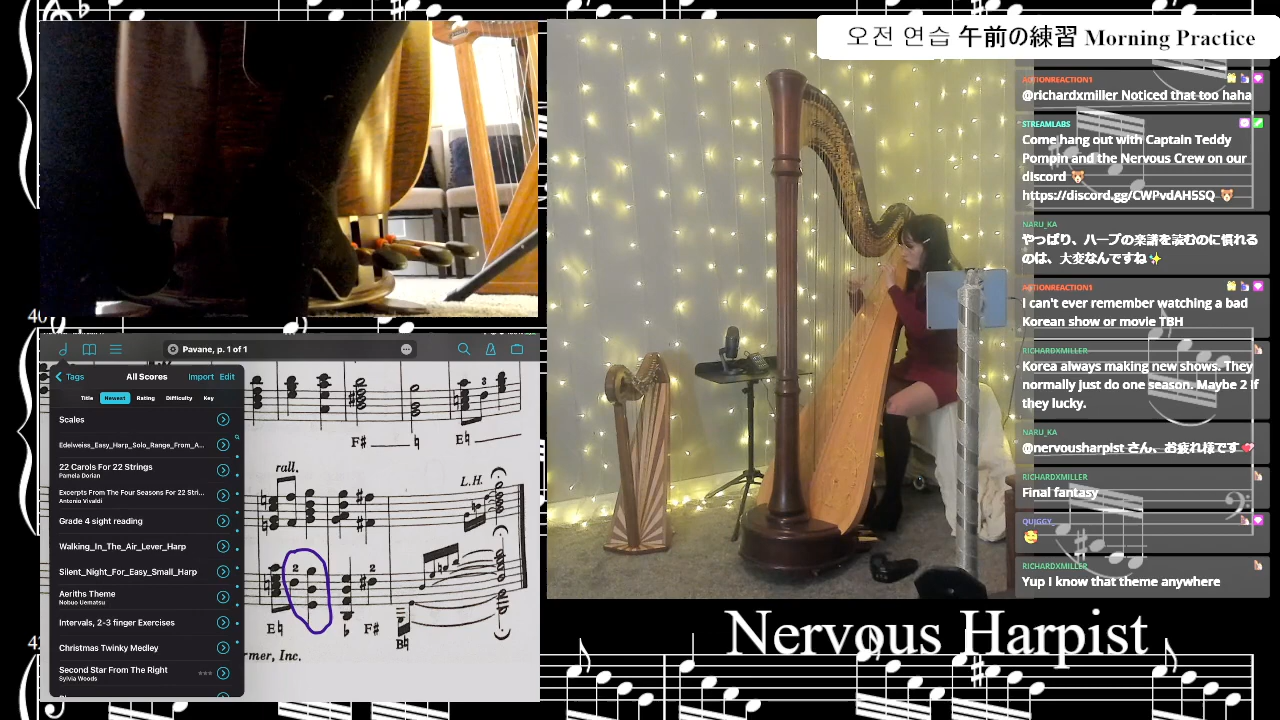 오전 연습 午前の練習 Morning Practice
ACTIONREACTION1
@richardxmiller Noticed that too haha
STREAMLABS
Come hang out with Captain Teddy
Pompin and the Nervous Crew on our
discord
https://discord.gg/CWPvdAH5SQ
NARU_KA
やっぱり、ハープの楽譜を読むのに慣れる
のは、大変なんですね
ACTIONREACTION1
I can't ever remember watching a bad
Korean show or movie TBH
RICHARDXMILLER
Korea always making new shows. They
normally just do one season. Maybe 2 if
they lucky.
NARU_KA
@nervousharpist さん、お疲れ様です
RICHARDXMILLER
Final fantasy
QUIGGY_
RICHARDXMILLER
Yup I know that theme anywhere
Pavane, p. 1 of 1
Tags All Scores Import Edit
Title Newest Rating Difficulty Key
Scales
Edelweiss_Easy_Harp_Solo_Range_From_A...
22 Carols For 22 Strings
Pamela Dorian
Excerpts From The Four Seasons For 22 Stri...
Antonio Vivaldi
Grade 4 sight reading
Walking_In_The_Air_Lever_Harp
Silent_Night_For_Easy_Small_Harp
Aeriths Theme
Nobuo Uematsu
Intervals, 2-3 finger Exercises
Christmas Twinky Medley
Second Star From The Right
Sylvia Woods
3
F# ♮ E♮
rall.
L.H.
2 2
E♮ ♭ F# B♮
rmer, Inc.
Nervous Harpist